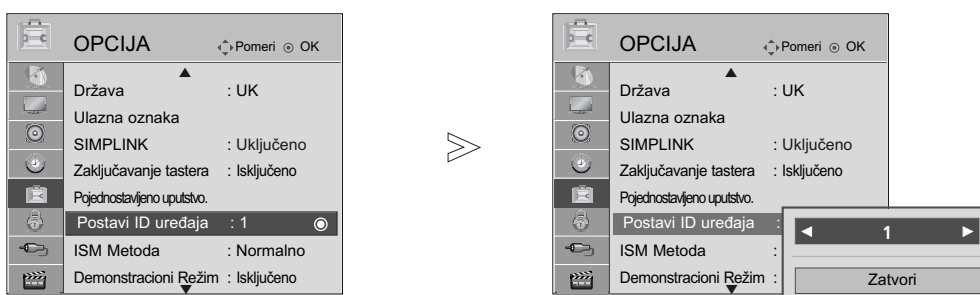 OPCIJA Pomeri OK
Država : UK
Ulazna oznaka
SIMPLINK : Uključeno
Zaključavanje tastera : Isključeno
Pojednostavljeno uputstvo.
Postavi ID uređaja : 1
ISM Metoda : Normalno
Demonstracioni Režim : Isključeno
OPCIJA Pomeri OK
Država : UK
Ulazna oznaka
SIMPLINK : Uključeno
Zaključavanje tastera : Isključeno
Pojednostavljeno uputstvo.
Postavi ID uređaja :
ISM Metoda :
Demonstracioni Režim :
◄ 1 ►
Zatvori